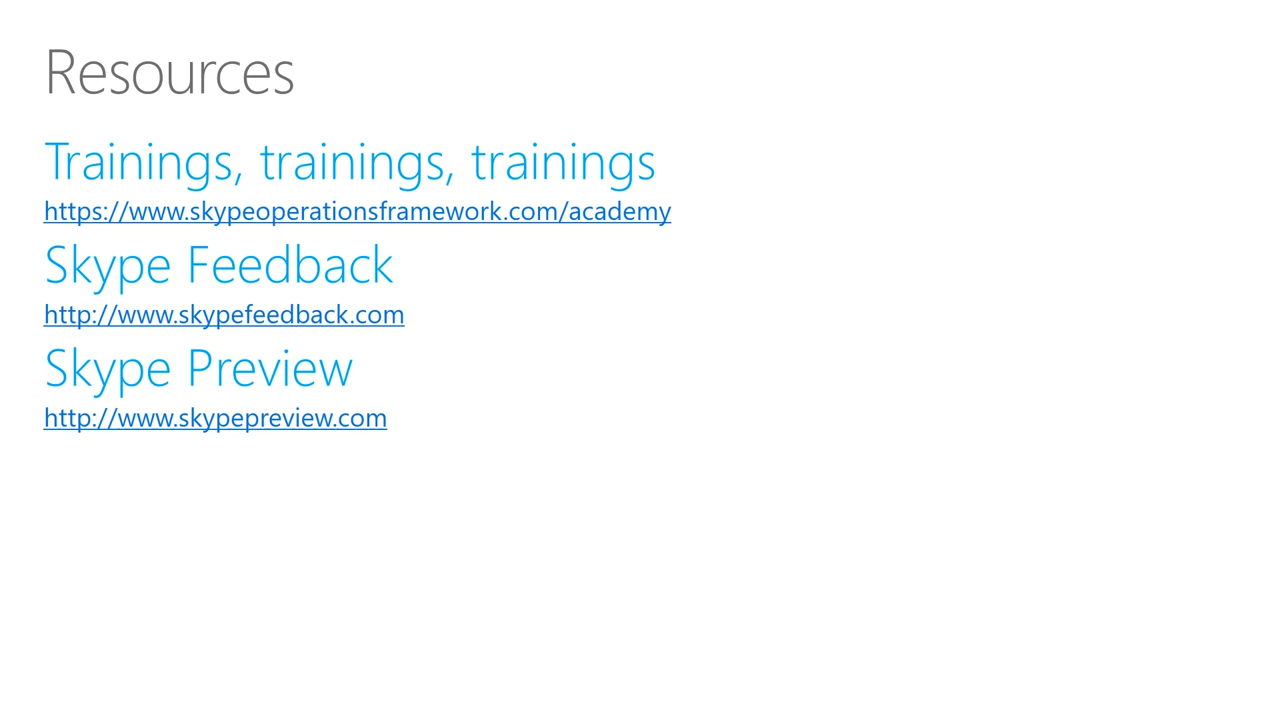 Resources
Trainings, trainings, trainings
https://www.skypeoperationsframework.com/academy
Skype Feedback
http://www.skypefeedback.com
Skype Preview
http://www.skypepreview.com